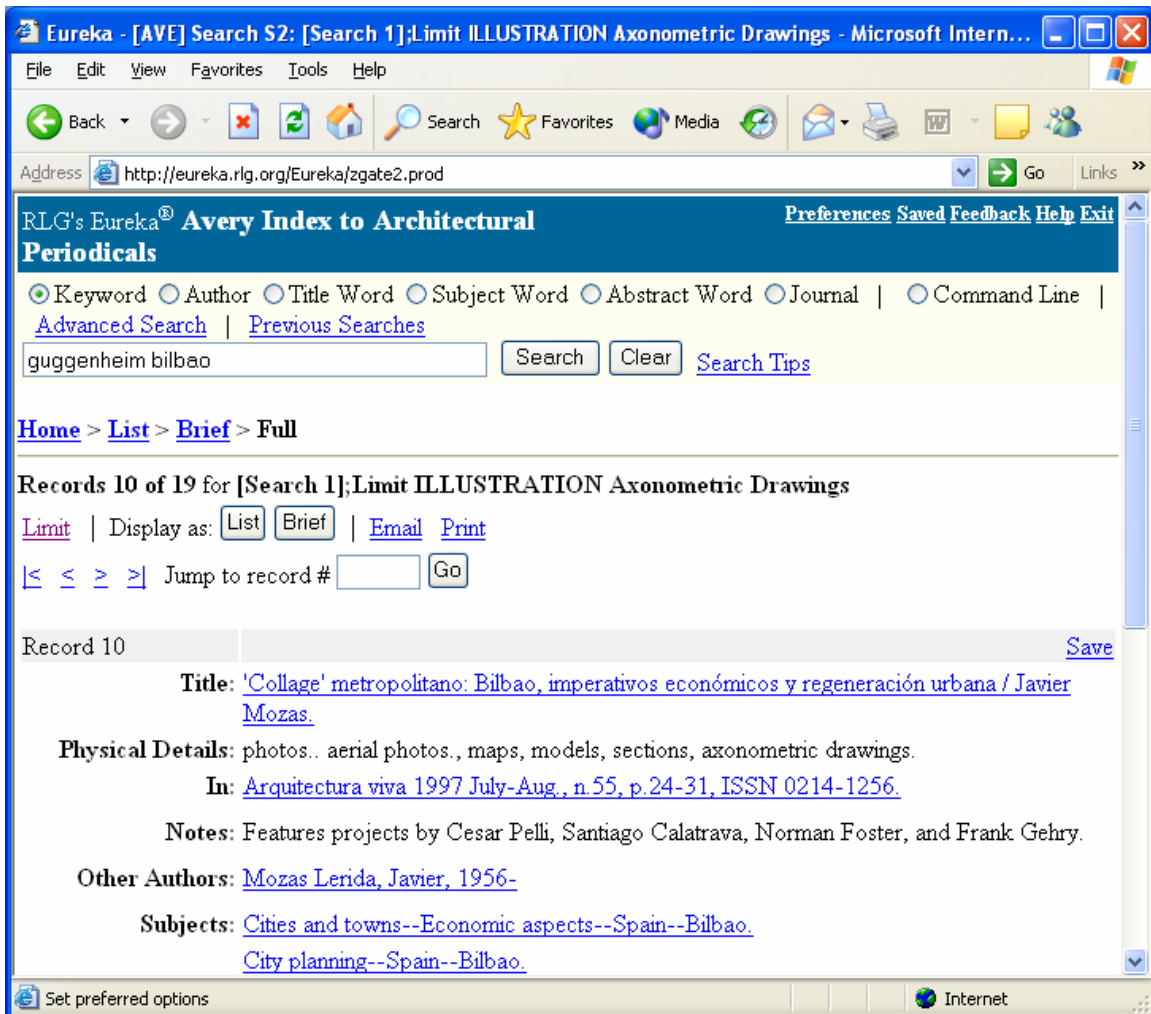 Eureka - [AVE] Search S2: [Search 1];Limit ILLUSTRATION Axonometric Drawings - Microsoft Intern...
File Edit View Favorites Tools Help
Back Search Favorites Media
Address http://eureka.rlg.org/Eureka/zgate2.prod Go Links »
RLG's Eureka® Avery Index to Architectural Periodicals Preferences Saved Feedback Help Exit
Keyword Author Title Word Subject Word Abstract Word Journal | Command Line |
Advanced Search | Previous Searches
guggenheim bilbao Search Clear Search Tips
Home > List > Brief > Full
Records 10 of 19 for [Search 1];Limit ILLUSTRATION Axonometric Drawings
Limit | Display as: List Brief | Email Print
|< < > >| Jump to record # Go
Record 10 Save
Title: 'Collage' metropolitano: Bilbao, imperativos económicos y regeneración urbana / Javier
Mozas.
Physical Details: photos.. aerial photos., maps, models, sections, axonometric drawings.
In: Arquitectura viva 1997 July-Aug., n.55, p.24-31, ISSN 0214-1256.
Notes: Features projects by Cesar Pelli, Santiago Calatrava, Norman Foster, and Frank Gehry.
Other Authors: Mozas Lerida, Javier, 1956-
Subjects: Cities and towns--Economic aspects--Spain--Bilbao.
City planning--Spain--Bilbao.
Set preferred options Internet